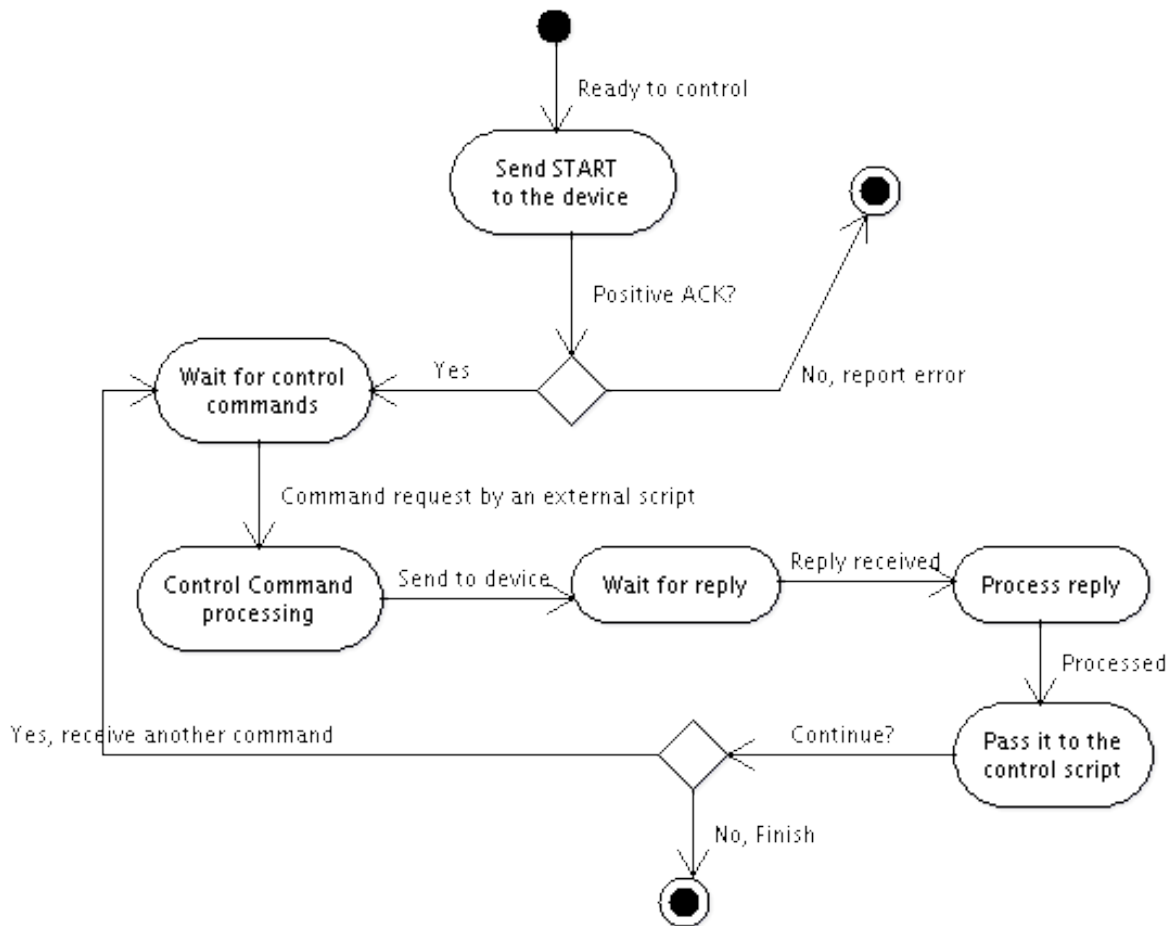 Ready to control
Send START
to the device
Positive ACK?
Yes
No, report error
Wait for control
commands
Command request by an external script
Control Command
processing
Send to device
Wait for reply
Reply received
Process reply
Processed
Pass it to the
control script
Continue?
Yes, receive another command
No, Finish